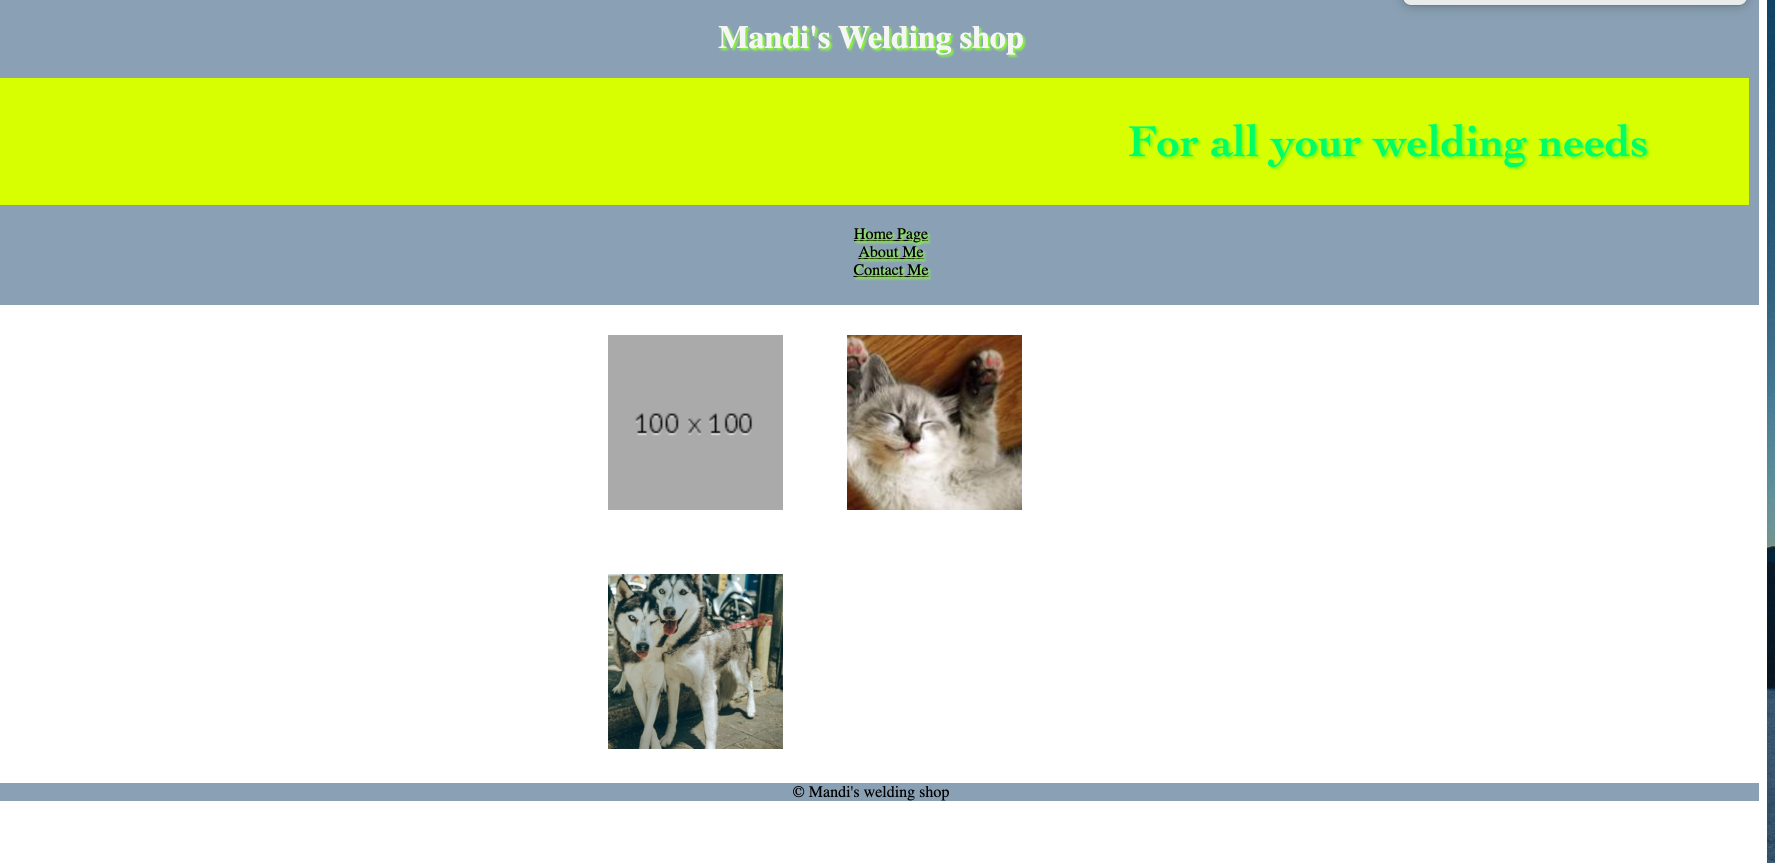 Mandi's Welding shop
For all your welding needs
Home Page
About Me
Contact Me
100 x 100
© Mandi's welding shop